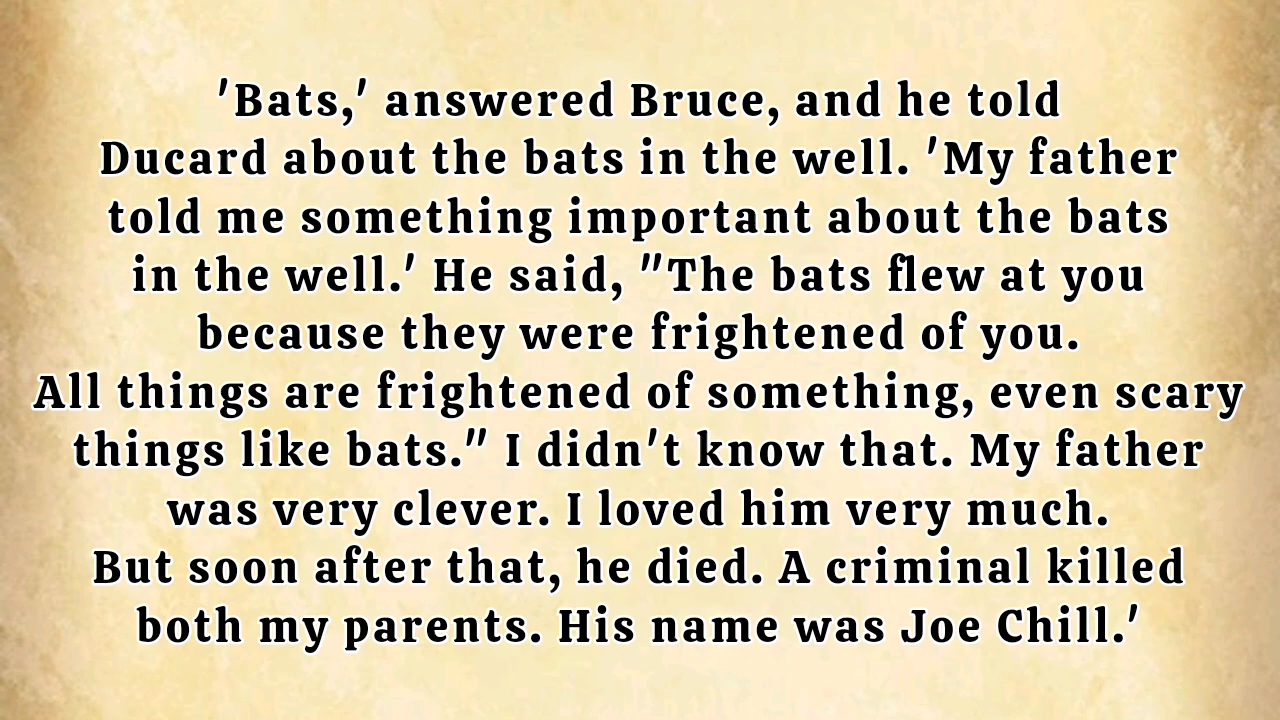 'Bats,' answered Bruce, and he told
Ducard about the bats in the well. 'My father
told me something important about the bats
in the well.' He said, "The bats flew at you
because they were frightened of you.
All things are frightened of something, even scary
things like bats." I didn't know that. My father
was very clever. I loved him very much.
But soon after that, he died. A criminal killed
both my parents. His name was Joe Chill.'